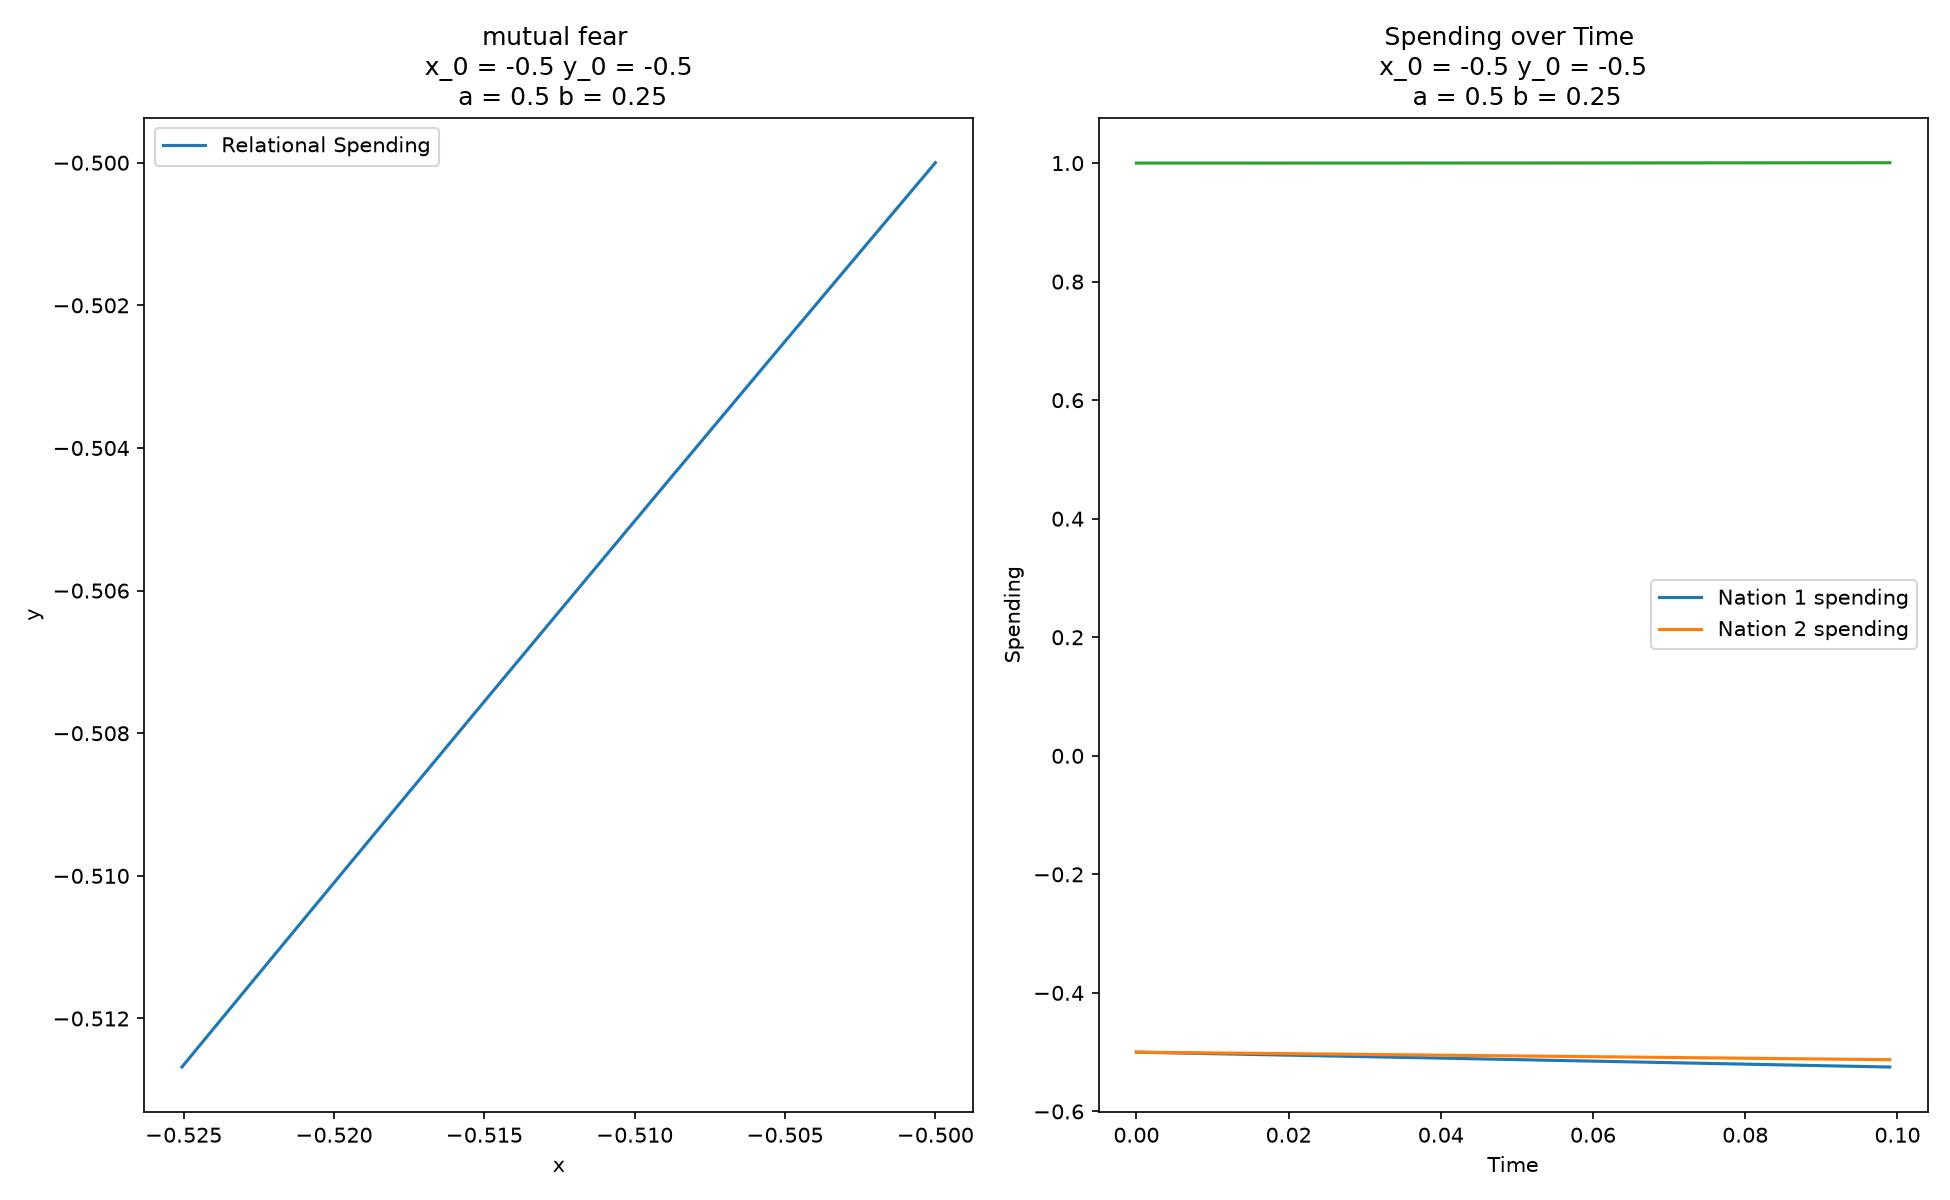 mutual fear
x_0 = -0.5 y_0 = -0.5
a = 0.5 b = 0.25
Relational Spending
−0.500
−0.502
−0.504
−0.506
−0.508
−0.510
−0.512
y
−0.525 −0.520 −0.515 −0.510 −0.505 −0.500
x
Spending over Time
x_0 = -0.5 y_0 = -0.5
a = 0.5 b = 0.25
1.0
0.8
0.6
0.4
0.2
0.0
−0.2
−0.4
−0.6
Spending
Nation 1 spending
Nation 2 spending
0.00 0.02 0.04 0.06 0.08 0.10
Time